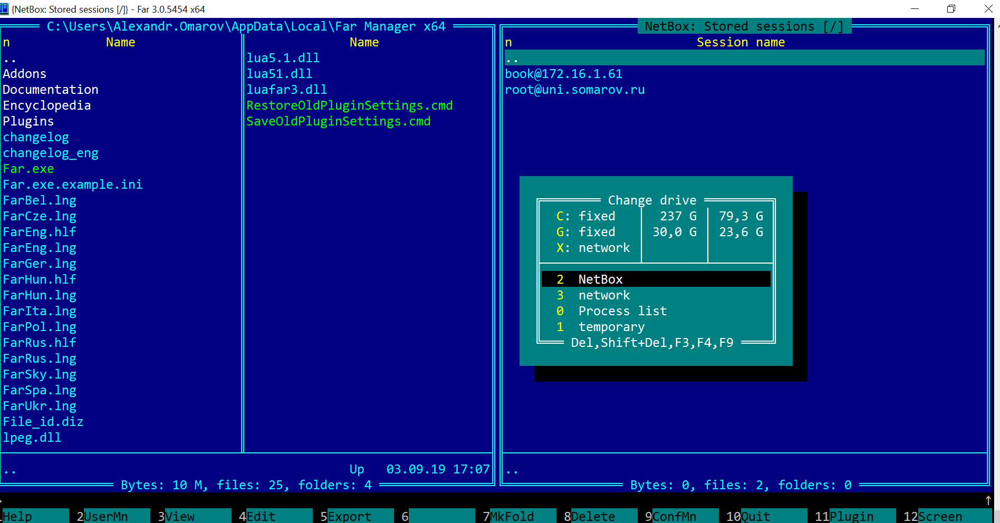 {NetBox: Stored sessions [/]} - Far 3.0.5454 x64
C:\Users\Alexandr.Omarov\AppData\Local\Far Manager x64
n Name Name
..
Addons
Documentation
Encyclopedia
Plugins
changelog
changelog_eng
Far.exe
Far.exe.example.ini
FarBel.lng
FarCze.lng
FarEng.hlf
FarEng.lng
FarGer.lng
FarHun.hlf
FarHun.lng
FarIta.lng
FarPol.lng
FarRus.hlf
FarRus.lng
FarSky.lng
FarSpa.lng
FarUkr.lng
File_id.diz
lpeg.dll
lua5.1.dll
lua51.dll
luafar3.dll
RestoreOldPluginSettings.cmd
SaveOldPluginSettings.cmd
.. Up 03.09.19 17:07
Bytes: 10 M, files: 25, folders: 4
NetBox: Stored sessions [/]
n Session name
..
book@172.16.1.61
root@uni.somarov.ru
Change drive
C: fixed 237 G 79,3 G
G: fixed 30,0 G 23,6 G
X: network
2 NetBox
3 network
0 Process list
1 temporary
Del,Shift+Del,F3,F4,F9
..
Bytes: 0, files: 2, folders: 0
1Help 2UserMn 3View 4Edit 5Export 6 7MkFold 8Delete 9ConfMn 10Quit 11Plugin 12Screen